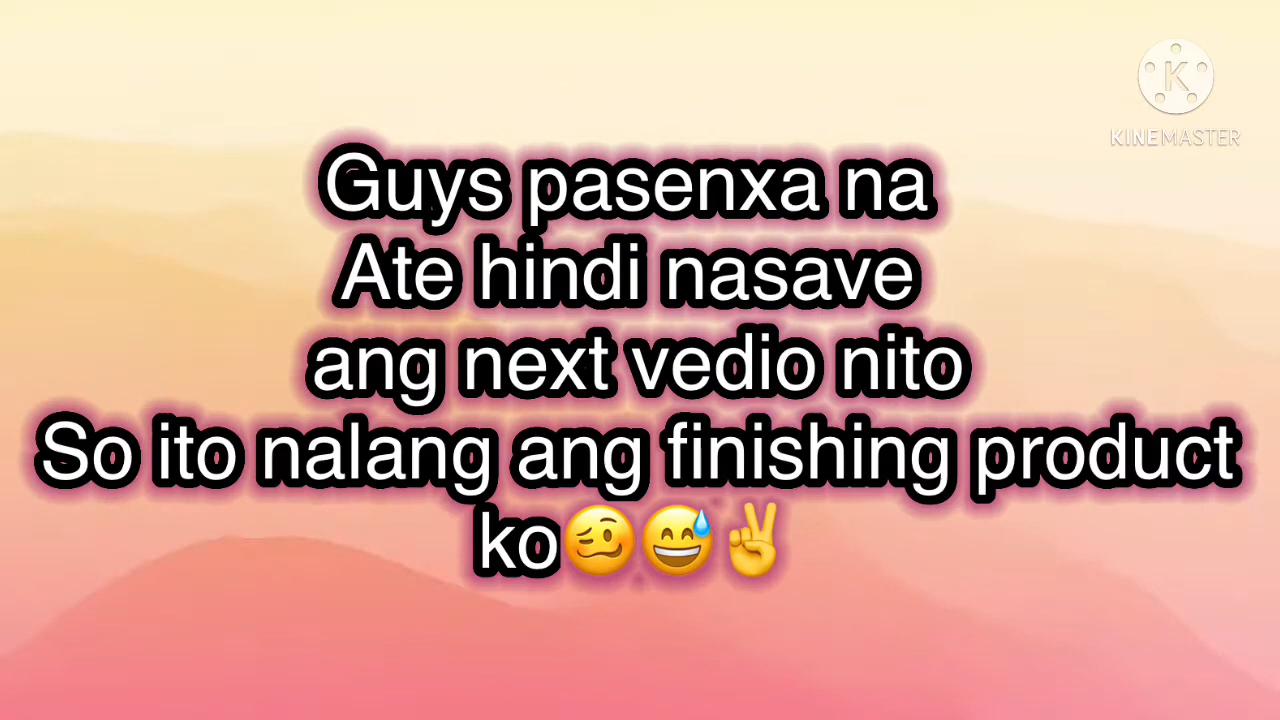 KINEMASTER
Guys pasenxa na
Ate hindi nasave
ang next vedio nito
So ito nalang ang finishing product
ko🥴😅✌